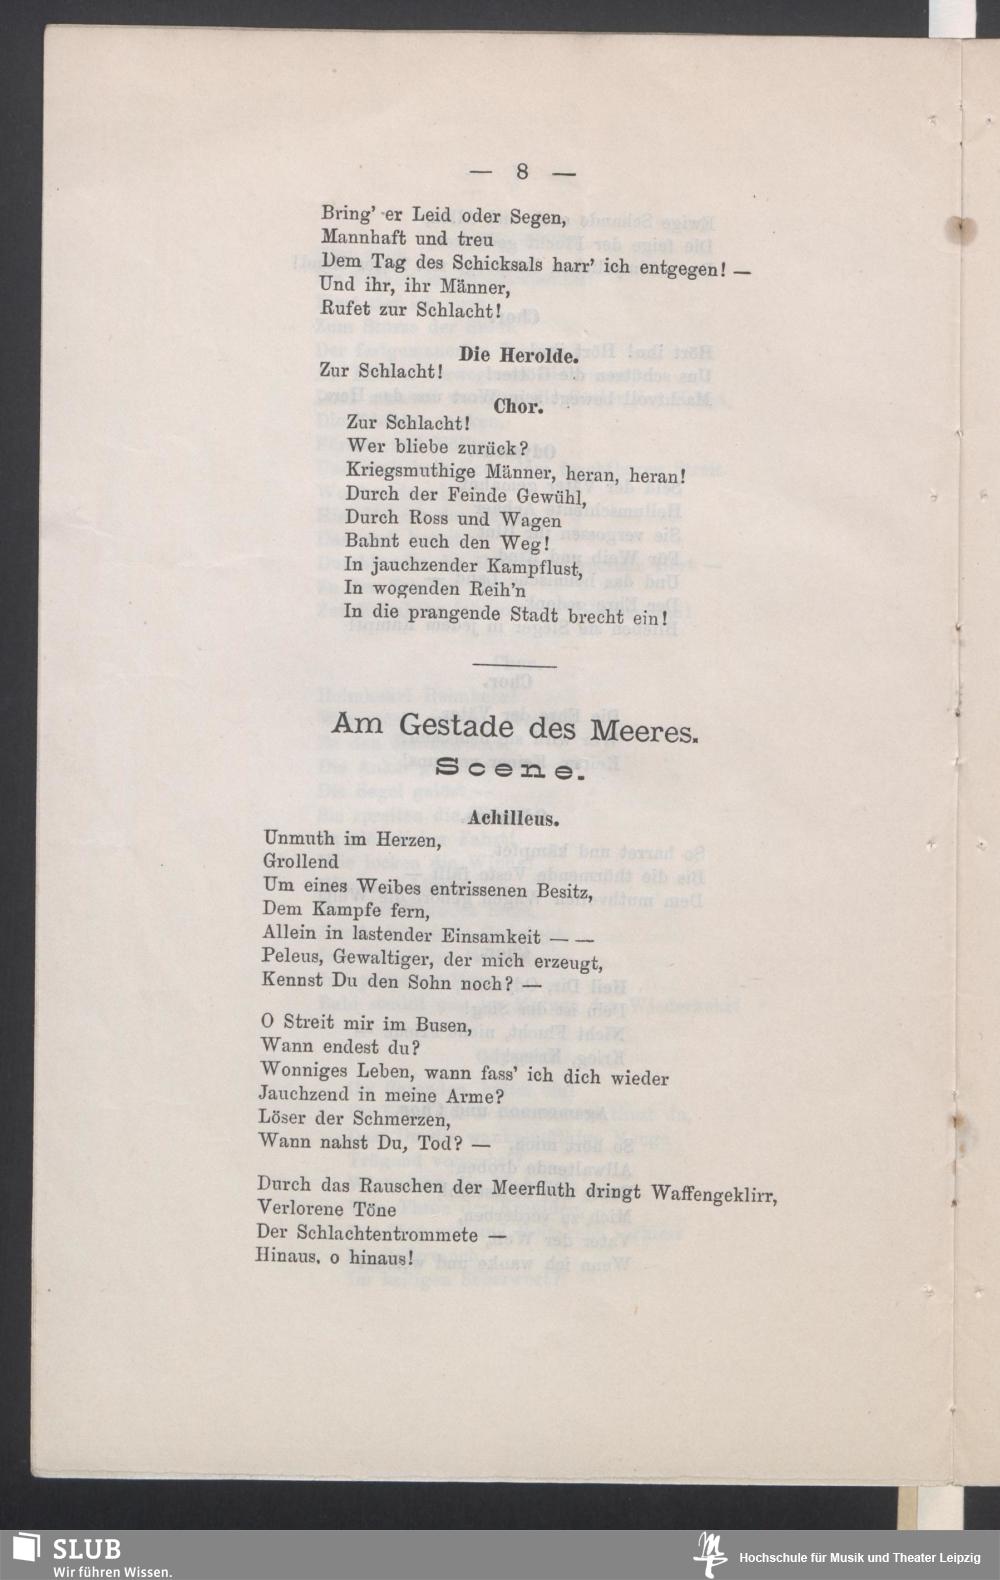 — 8 —
Bring' er Leid oder Segen,
Mannhaft und treu
Dem Tag des Schicksals harr' ich entgegen! —
Und ihr, ihr Männer,
Rufet zur Schlacht!
Die Herolde.
Zur Schlacht!
Chor.
Zur Schlacht!
Wer bliebe zurück?
Kriegsmuthige Männer, heran, heran!
Durch der Feinde Gewühl,
Durch Ross und Wagen
Bahnt euch den Weg!
In jauchzender Kampflust,
In wogenden Reih'n
In die prangende Stadt brecht ein!
Am Gestade des Meeres.
Scene.
Achilleus.
Unmuth im Herzen,
Grollend
Um eines Weibes entrissenen Besitz,
Dem Kampfe fern,
Allein in lastender Einsamkeit — —
Peleus, Gewaltiger, der mich erzeugt,
Kennst Du den Sohn noch? —
O Streit mir im Busen,
Wann endest du?
Wonniges Leben, wann fass' ich dich wieder
Jauchzend in meine Arme?
Löser der Schmerzen,
Wann nahst Du, Tod? —
Durch das Rauschen der Meerfluth dringt Waffengeklirr,
Verlorene Töne
Der Schlachtentrommete —
Hinaus, o hinaus!
SLUB
Wir führen Wissen.
Hochschule für Musik und Theater Leipzig